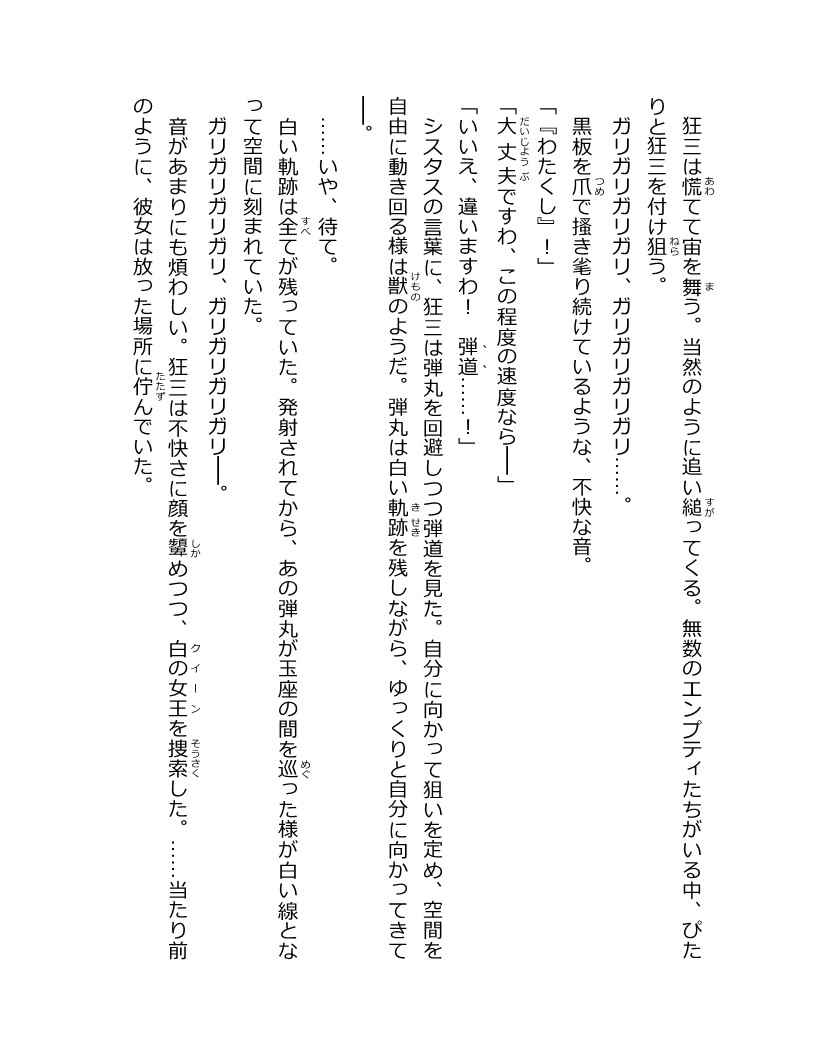 狂三は慌てて宙を舞う。当然のように追い縋ってくる。無数のエンプティたちがいる中、ぴた
りと狂三を付け狙う。
ガリガリガリガリ、ガリガリガリガリ……。
黒板を爪で掻き毟り続けているような、不快な音。
「『わたくし』！」
「大丈夫ですわ、この程度の速度なら――」
「いいえ、違いますわ！　弾道……！」
シスタスの言葉に、狂三は弾丸を回避しつつ弾道を見た。自分に向かって狙いを定め、空間を
自由に動き回る様は獣のようだ。弾丸は白い軌跡を残しながら、ゆっくりと自分に向かってきて
――。
……いや、待て。
白い軌跡は全てが残っていた。発射されてから、あの弾丸が玉座の間を巡った様が白い線とな
って空間に刻まれていた。
ガリガリガリガリ、ガリガリガリガリ――。
音があまりにも煩わしい。狂三は不快さに顔を顰めつつ、白の女王を捜索した。……当たり前
のように、彼女は放った場所に佇んでいた。